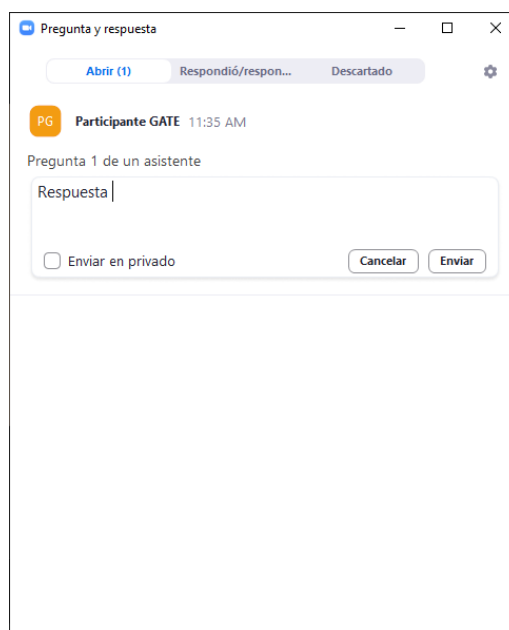 Pregunta y respuesta
Abrir (1) Respondió/respon... Descartado
PG Participante GATE 11:35 AM
Pregunta 1 de un asistente
Respuesta
Enviar en privado Cancelar Enviar